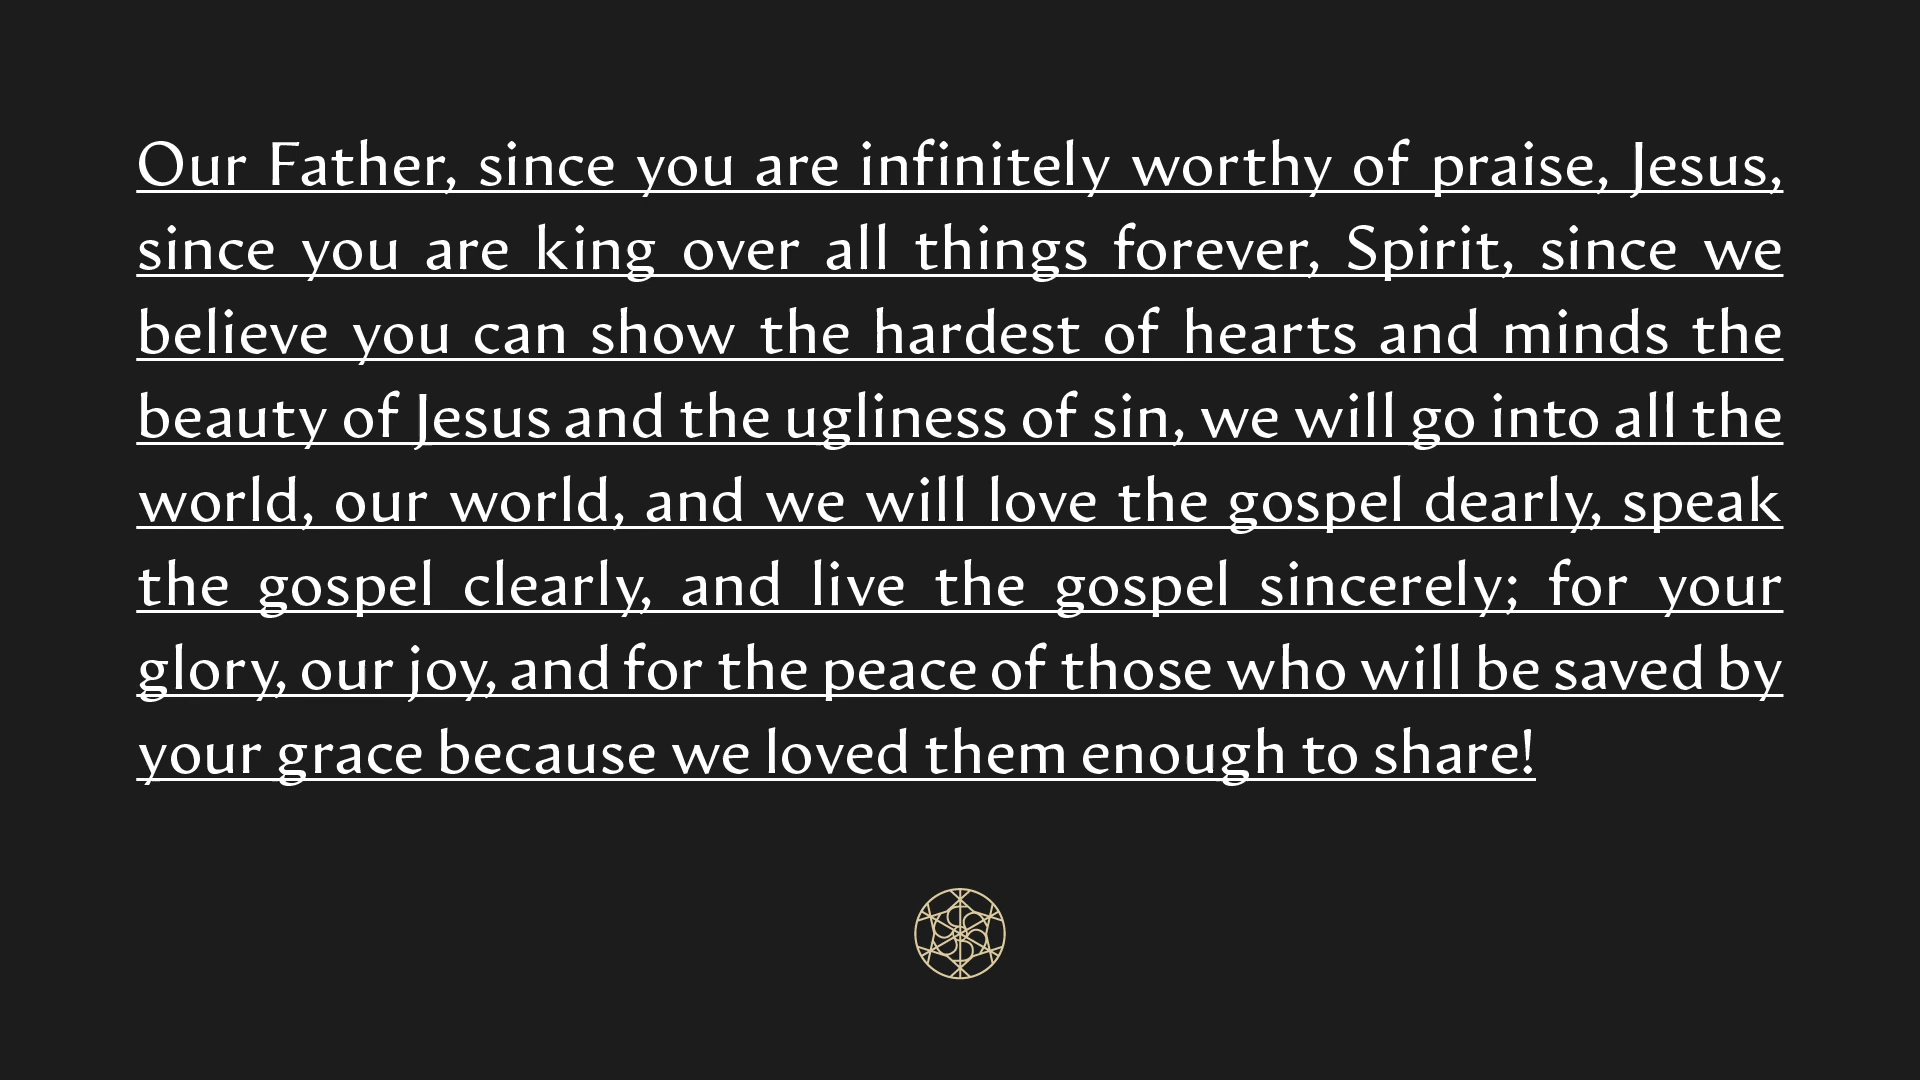 Our Father, since you are infinitely worthy of praise, Jesus,
since you are king over all things forever, Spirit, since we
believe you can show the hardest of hearts and minds the
beauty of Jesus and the ugliness of sin, we will go into all the
world, our world, and we will love the gospel dearly, speak
the gospel clearly, and live the gospel sincerely; for your
glory, our joy, and for the peace of those who will be saved by
your grace because we loved them enough to share!